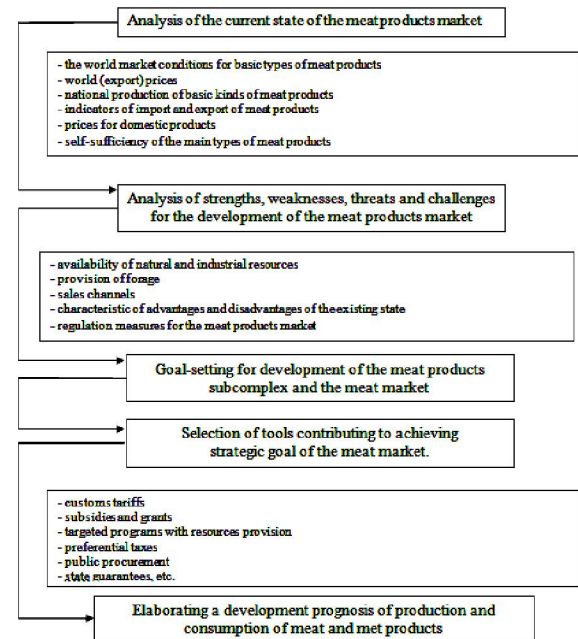 Analysis of the current state of the meat products market
- the world market conditions for basic types of meat products
- world (export) prices
- national production of basic kinds of meat products
- indicators of import and export of meat products
- prices for domestic products
- self-sufficiency of the main types of meat products
Analysis of strengths, weaknesses, threats and challenges
for the development of the meat products market
- availability of natural and industrial resources
- provision of forage
- sales channels
- characteristic of advantages and disadvantages of the existing state
- regulation measures for the meat products market
Goal-setting for development of the meat products
subcomplex and the meat market
Selection of tools contributing to achieving
strategic goal of the meat market.
- customs tariffs
- subsidies and grants
- targeted programs with resources provision
- preferential taxes
- public procurement
- state guarantees, etc.
Elaborating a development prognosis of production and
consumption of meat and met products